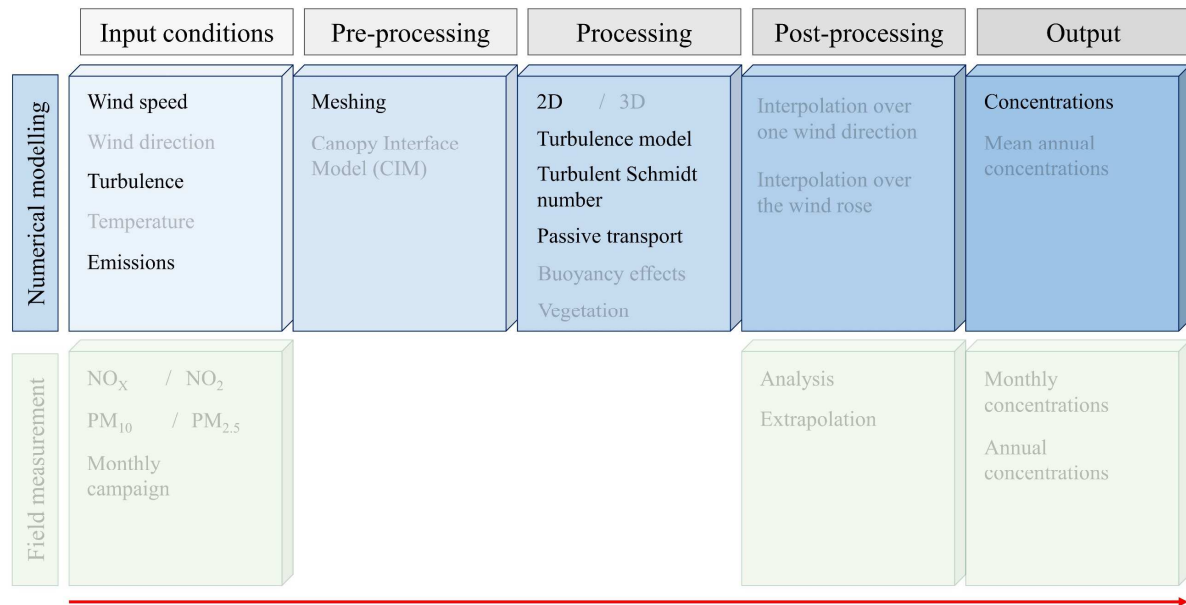 Input conditions
Pre-processing
Processing
Post-processing
Output
Numerical modelling
Wind speed
Wind direction
Turbulence
Temperature
Emissions
Meshing
Canopy Interface
Model (CIM)
2D / 3D
Turbulence model
Turbulent Schmidt
number
Passive transport
Buoyancy effects
Vegetation
Interpolation over
one wind direction
Interpolation over
the wind rose
Concentrations
Mean annual
concentrations
Field measurement
NOX / NO2
PM10 / PM2.5
Monthly
campaign
Analysis
Extrapolation
Monthly
concentrations
Annual
concentrations